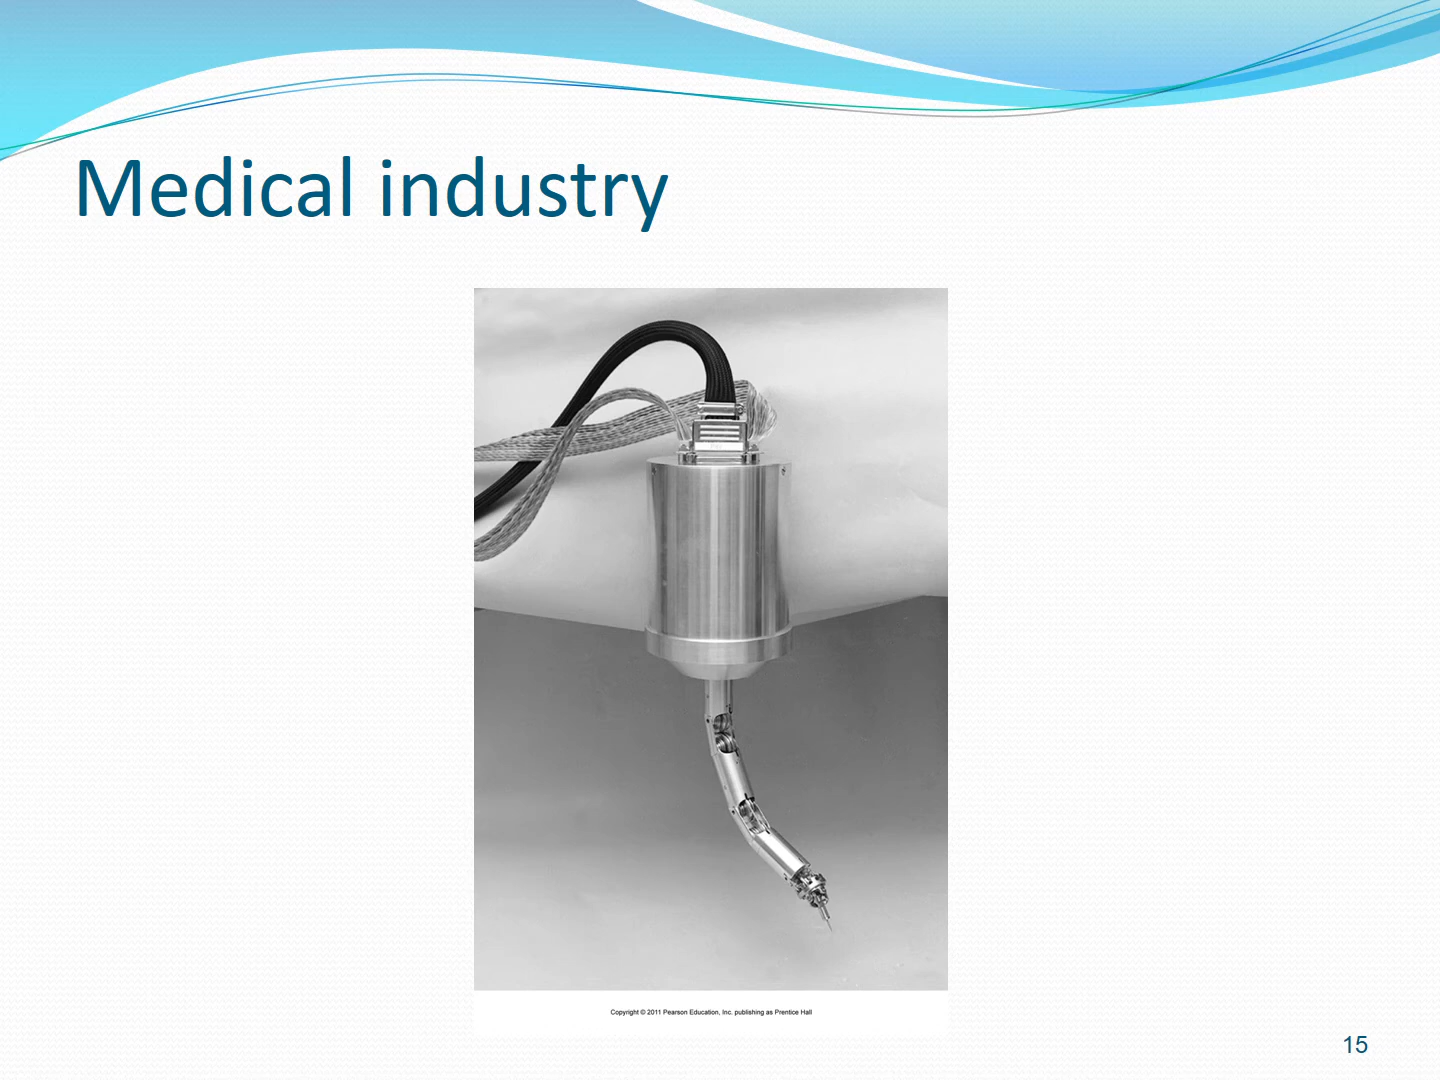 Medical industry
Copyright © 2011 Pearson Education, Inc. publishing as Prentice Hall
15